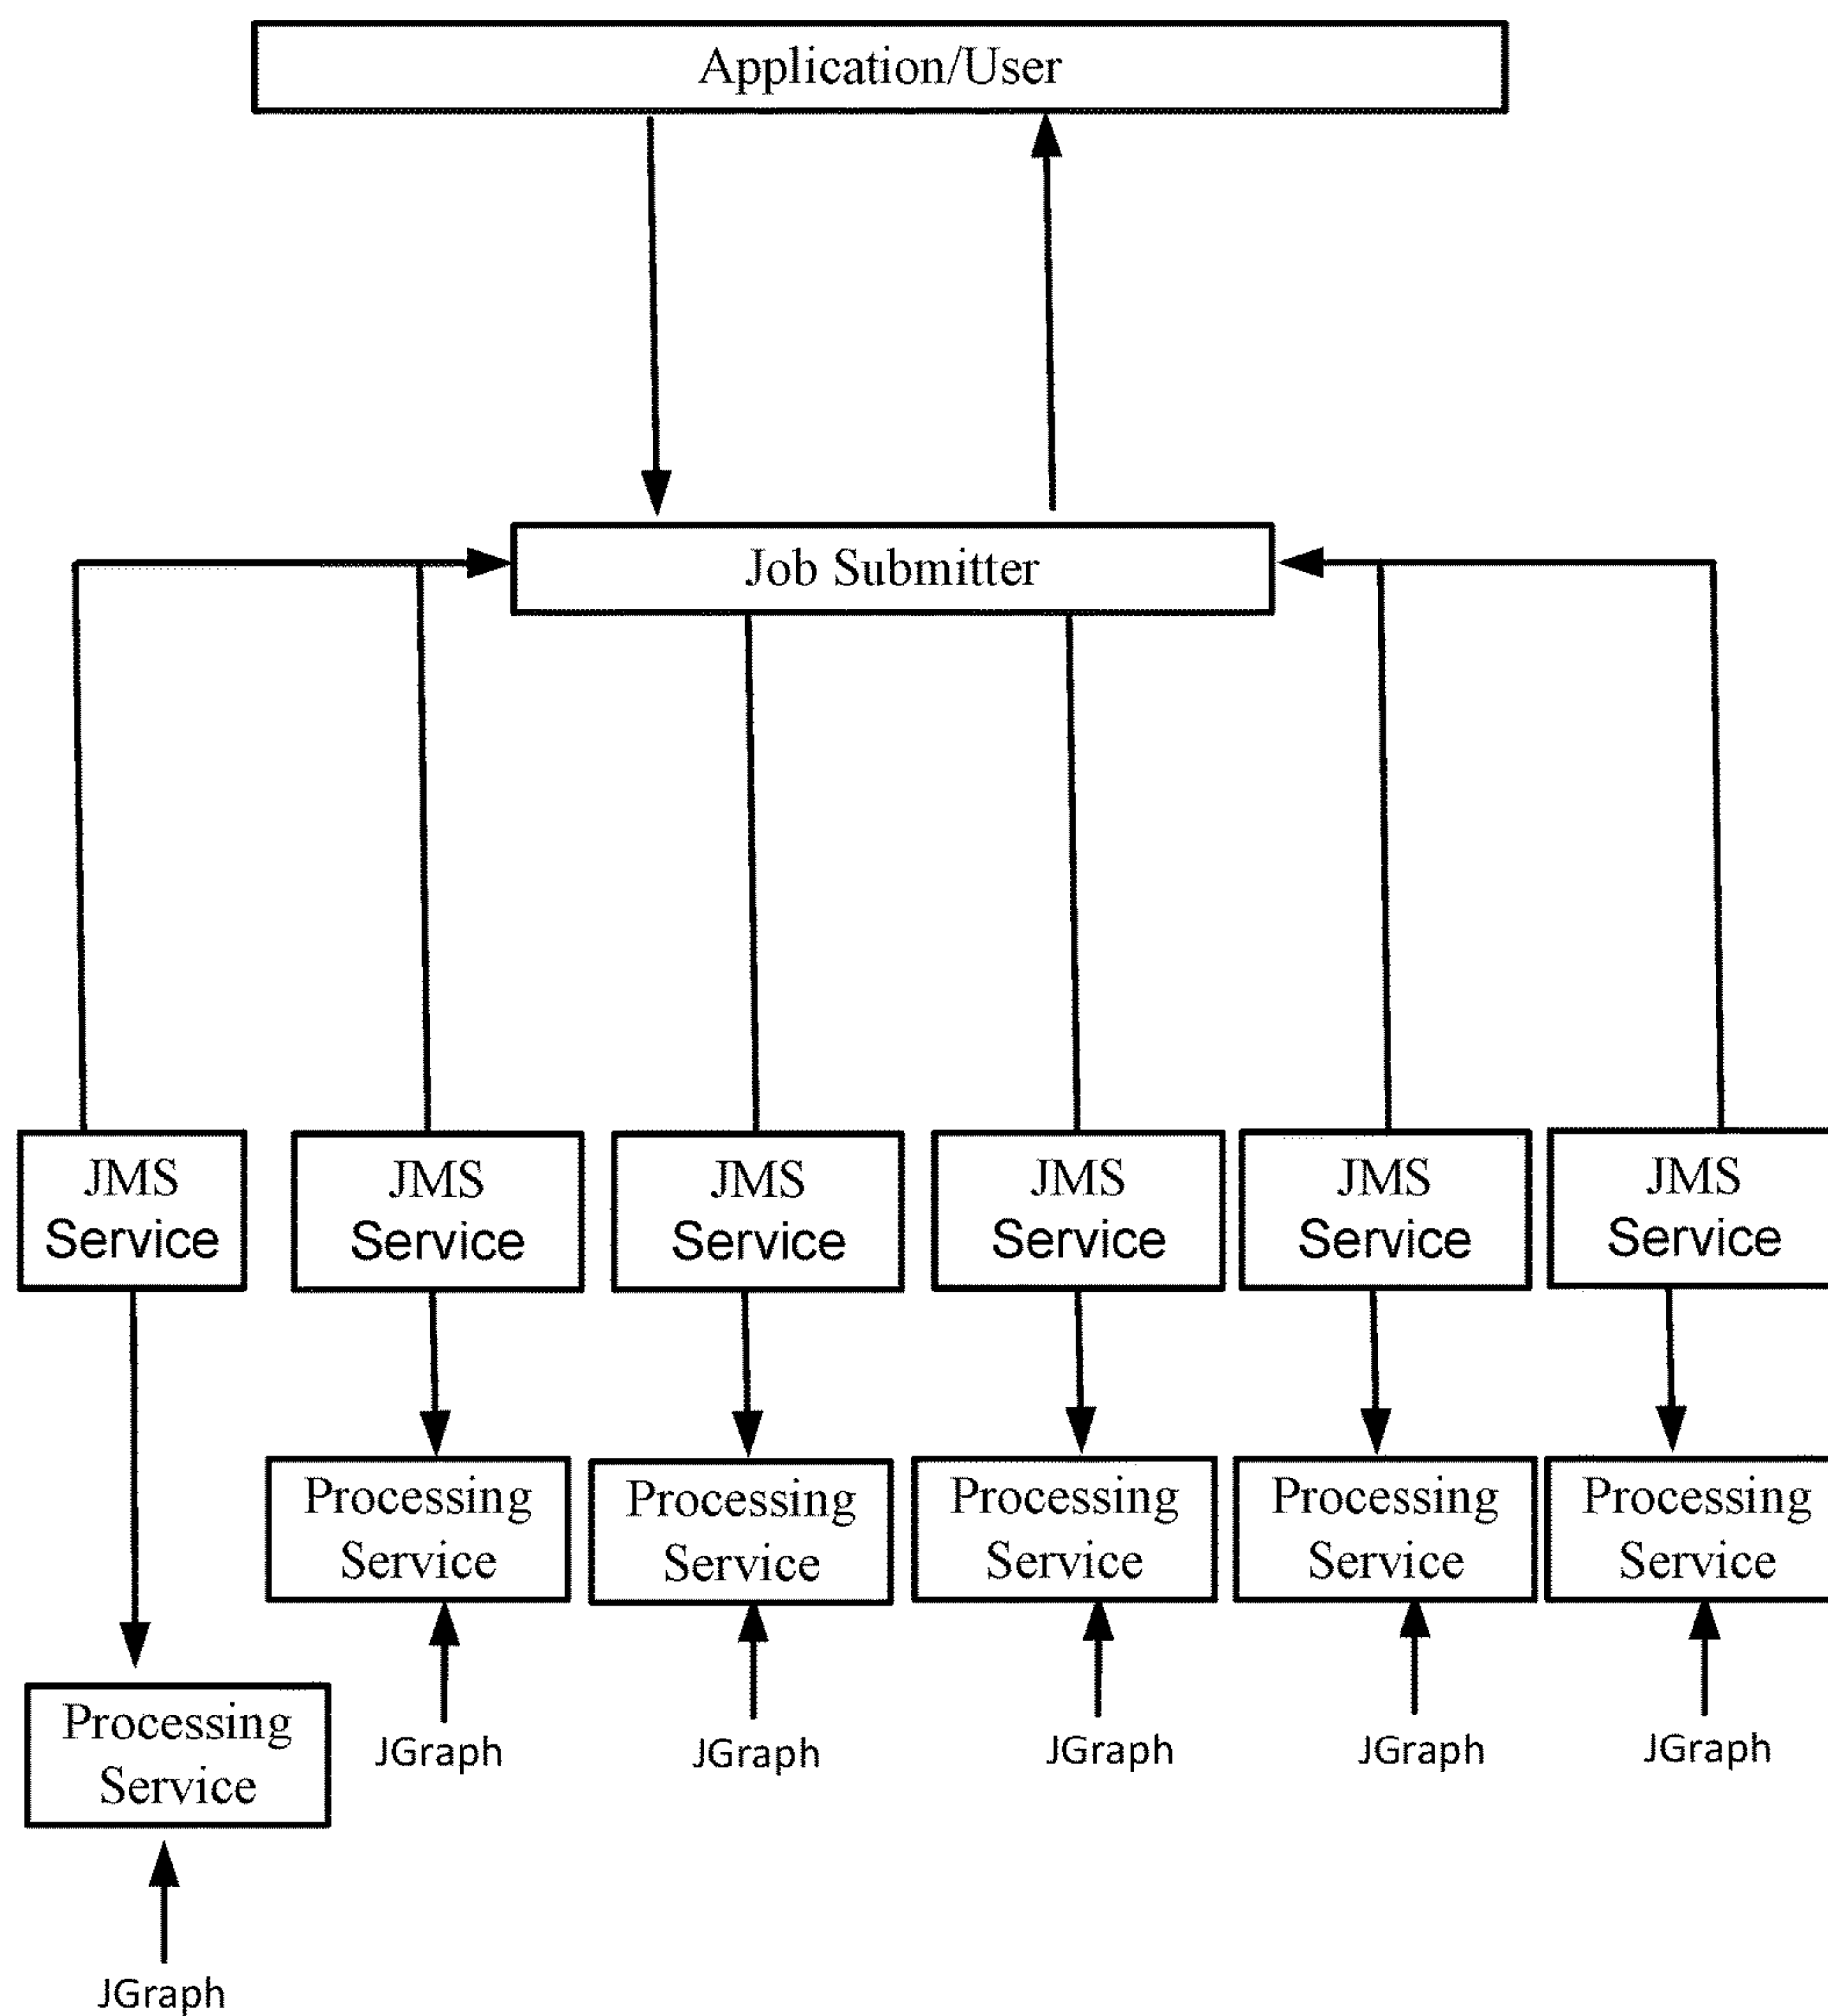 Application/User
Job Submitter
JMS
Service
JMS
Service
JMS
Service
JMS
Service
JMS
Service
JMS
Service
Processing
Service
Processing
Service
Processing
Service
Processing
Service
Processing
Service
Processing
Service
JGraph
JGraph
JGraph
JGraph
JGraph
JGraph